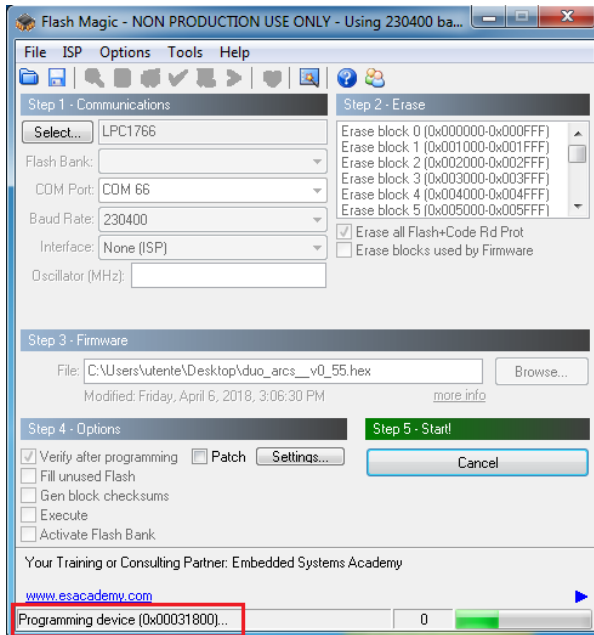 Flash Magic - NON PRODUCTION USE ONLY - Using 230400 ba...
File ISP Options Tools Help
Step 1 - Communications
Select... LPC1766
Flash Bank:
COM Port: COM 66
Baud Rate: 230400
Interface: None (ISP)
Oscillator (MHz):
Step 2 - Erase
Erase block 0 (0x000000-0x000FFF)
Erase block 1 (0x001000-0x001FFF)
Erase block 2 (0x002000-0x002FFF)
Erase block 3 (0x003000-0x003FFF)
Erase block 4 (0x004000-0x004FFF)
Erase block 5 (0x005000-0x005FFF)
Erase all Flash+Code Rd Prot
Erase blocks used by Firmware
Step 3 - Firmware
File: C:\Users\utente\Desktop\duo_arcs__v0_55.hex Browse...
Modified: Friday, April 6, 2018, 3:06:30 PM more info
Step 4 - Options
Verify after programming Patch Settings...
Fill unused Flash
Gen block checksums
Execute
Activate Flash Bank
Step 5 - Start!
Cancel
Your Training or Consulting Partner: Embedded Systems Academy
www.esacademy.com
Programming device (0x00031800)... 0